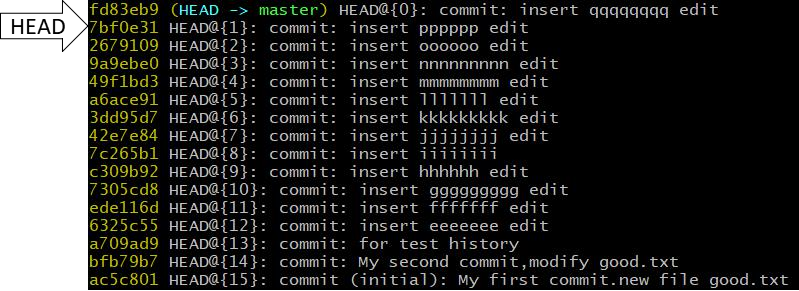 fd83eb9 (HEAD -> master) HEAD@{0}: commit: insert qqqqqqqq edit
HEAD
7bf0e31 HEAD@{1}: commit: insert pppppp edit
2679109 HEAD@{2}: commit: insert oooooo edit
9a9ebe0 HEAD@{3}: commit: insert nnnnnnnnn edit
49f1bd3 HEAD@{4}: commit: insert mmmmmmmmm edit
a6ace91 HEAD@{5}: commit: insert lllllll edit
3dd95d7 HEAD@{6}: commit: insert kkkkkkkkk edit
42e7e84 HEAD@{7}: commit: insert jjjjjjjj edit
7c265b1 HEAD@{8}: commit: insert iiiiiiii
c309b92 HEAD@{9}: commit: insert hhhhhh edit
7305cd8 HEAD@{10}: commit: insert ggggggggg edit
ede116d HEAD@{11}: commit: insert fffffff edit
6325c55 HEAD@{12}: commit: insert eeeeeee edit
a709ad9 HEAD@{13}: commit: for test history
bfb79b7 HEAD@{14}: commit: My second commit,modify good.txt
ac5c801 HEAD@{15}: commit (initial): My first commit.new file good.txt